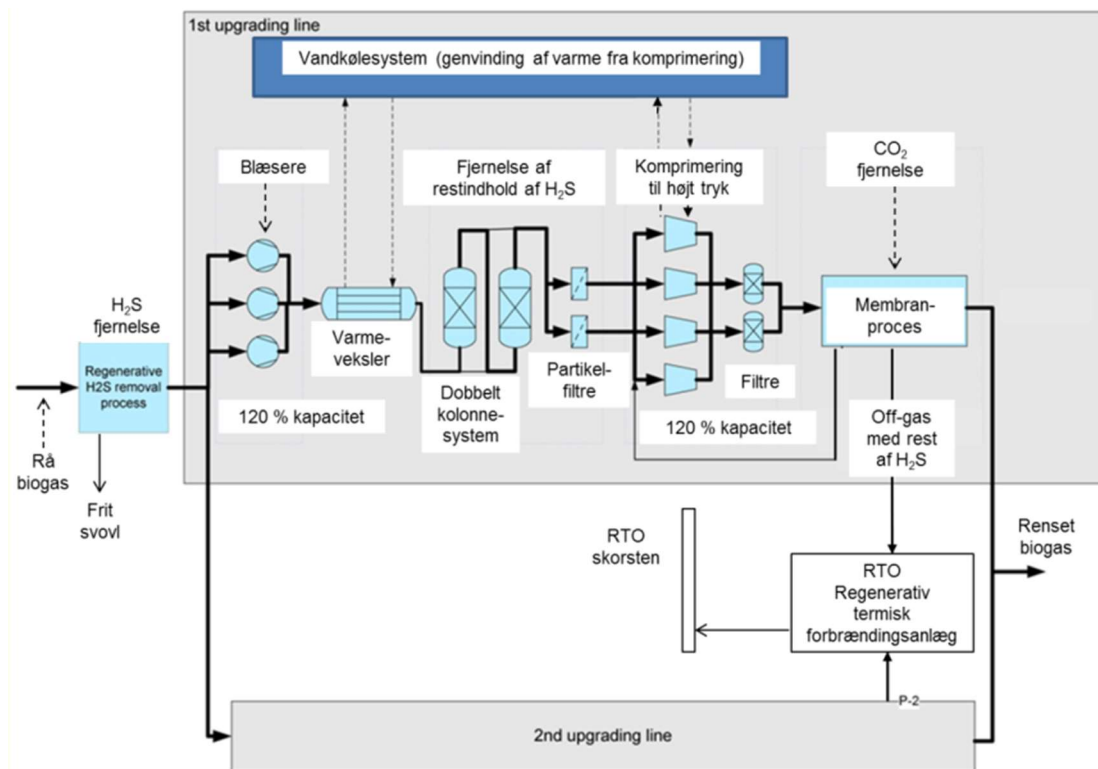 1st upgrading line
Vandkølesystem (genvinding af varme fra komprimering)
Blæsere
Fjernelse af
restindhold af H₂S
Komprimering
til højt tryk
CO₂
fjernelse
H₂S
fjernelse
Regenerative
H2S removal
process
Varme-
veksler
Membran-
proces
Partikel-
filtre
Filtre
Dobbelt
kolonne-
system
120 % kapacitet
120 % kapacitet
Off-gas
med rest
af H₂S
Rå
biogas
Frit
svovl
RTO
skorsten
Renset
biogas
RTO
Regenerativ
termisk
forbrændingsanlæg
P-2
2nd upgrading line